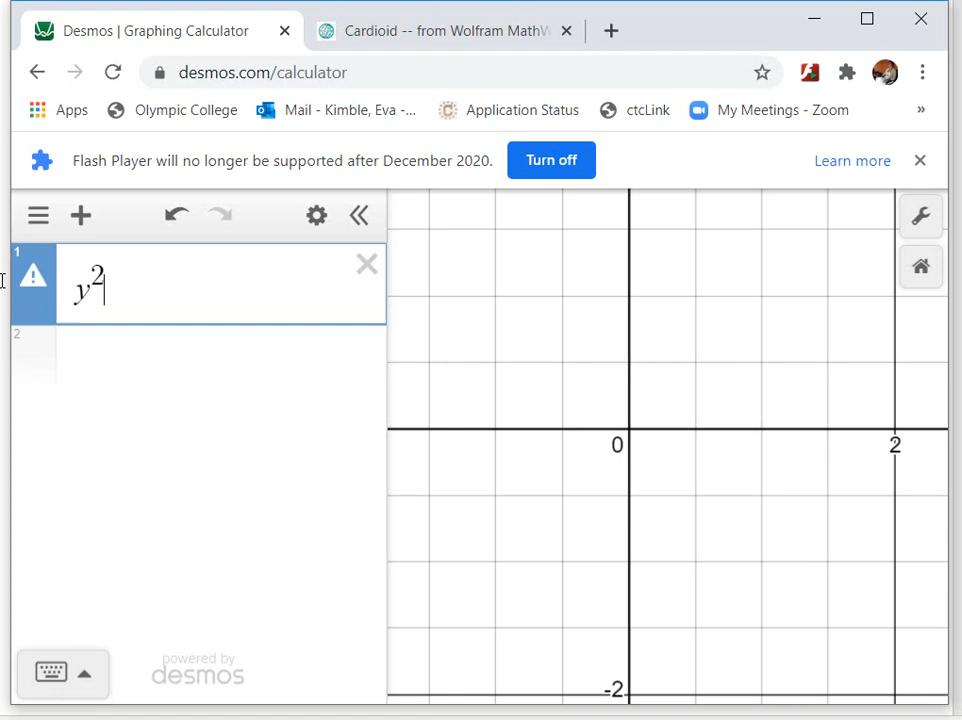 Desmos | Graphing Calculator
Cardioid -- from Wolfram MathW
desmos.com/calculator
Apps
Olympic College
Mail - Kimble, Eva -...
Application Status
ctcLink
My Meetings - Zoom
»
Flash Player will no longer be supported after December 2020.
Turn off
Learn more
1
y²
2
0
2
-2
powered by
desmos